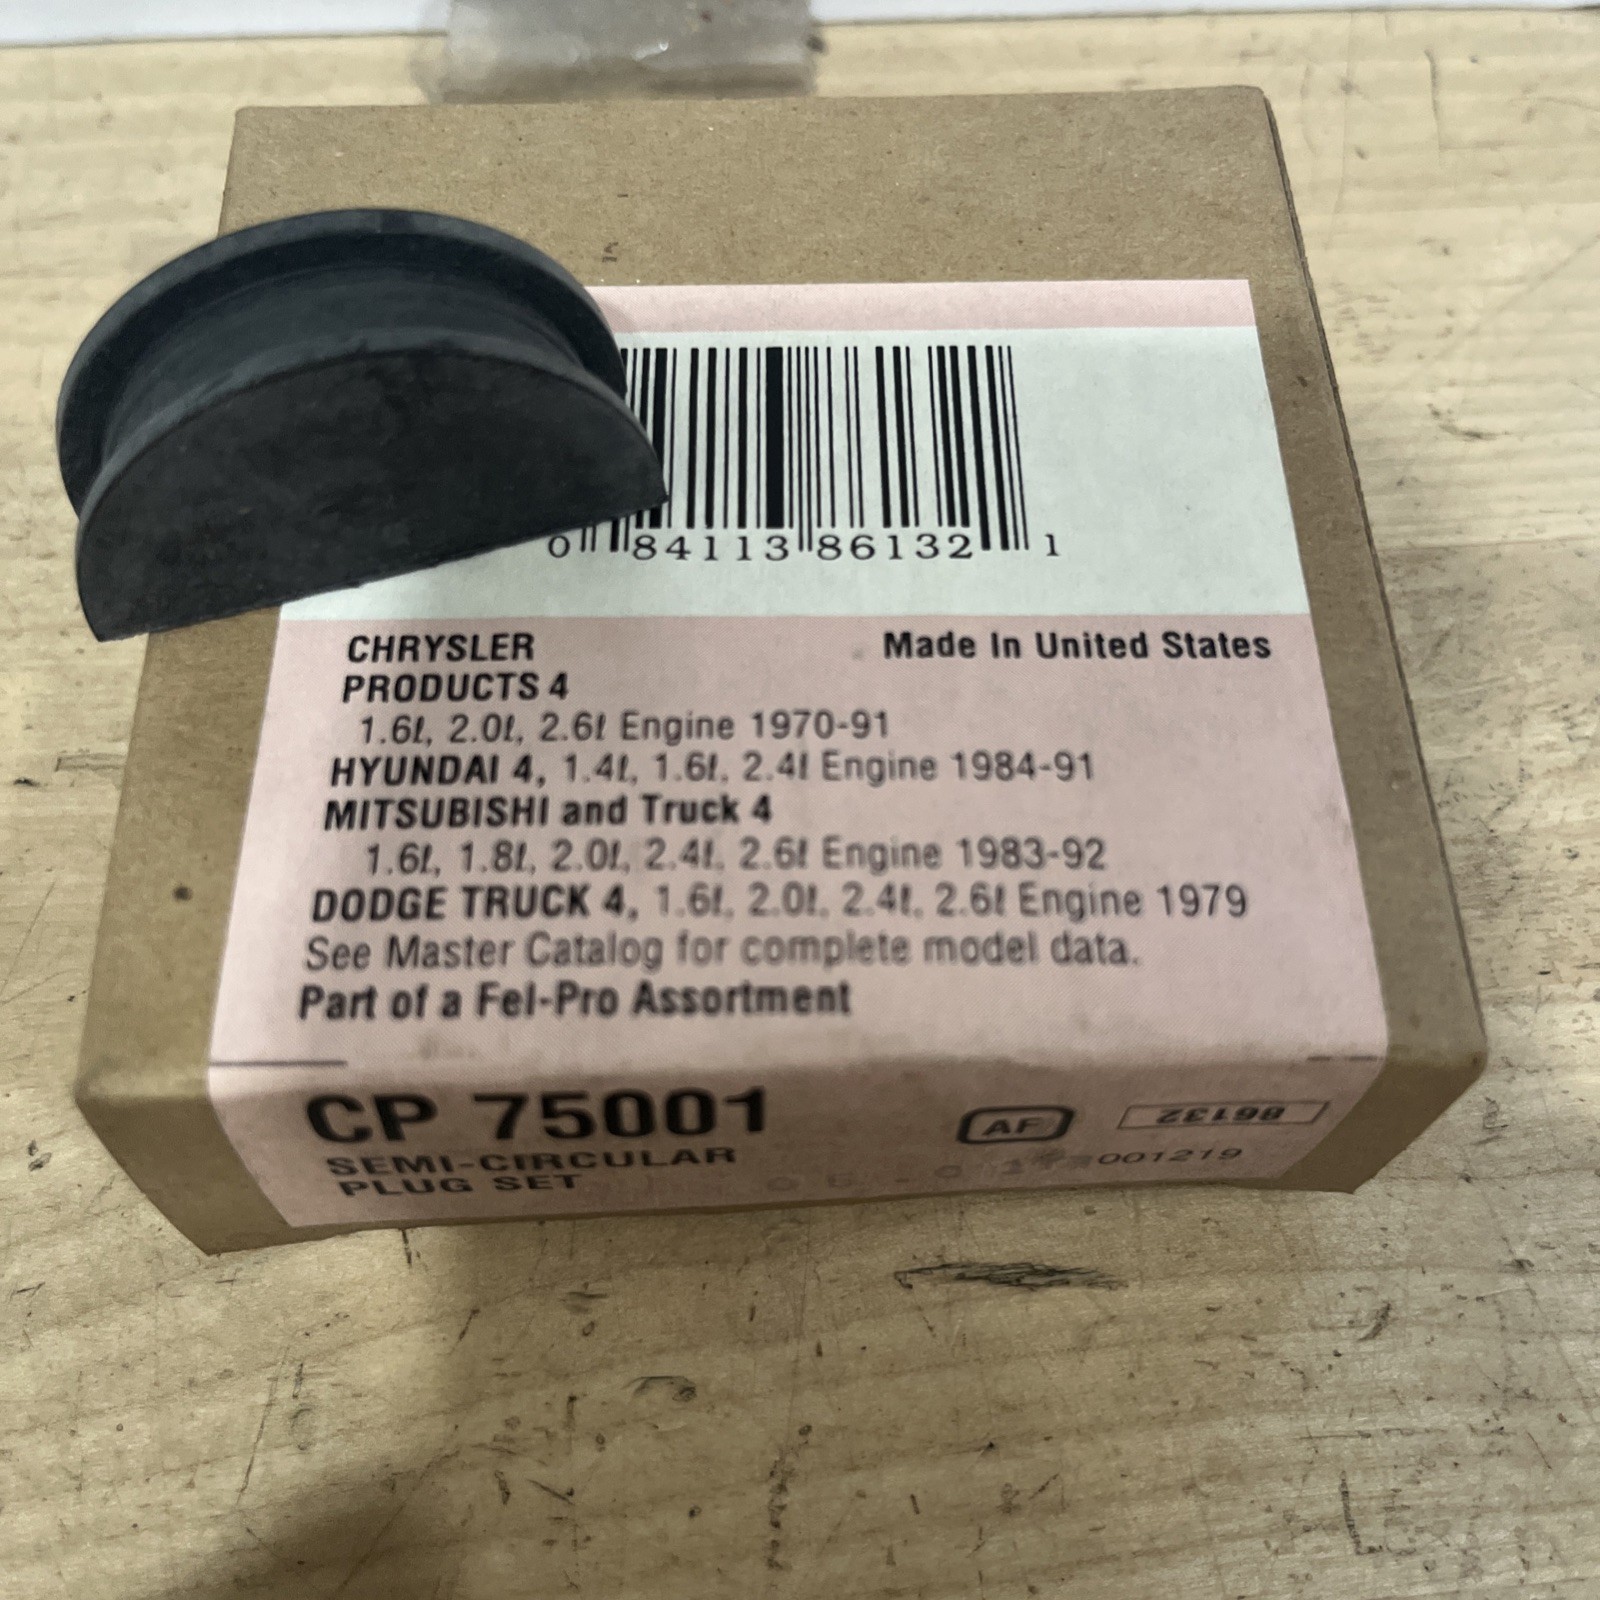 0 84113 86132 1
CHRYSLER Made In United States
PRODUCTS 4
1.6ℓ, 2.0ℓ, 2.6ℓ Engine 1970-91
HYUNDAI 4, 1.4ℓ, 1.6ℓ, 2.4ℓ Engine 1984-91
MITSUBISHI and Truck 4
1.6ℓ, 1.8ℓ, 2.0ℓ, 2.4ℓ, 2.6ℓ Engine 1983-92
DODGE TRUCK 4, 1.6ℓ, 2.0ℓ, 2.4ℓ, 2.6ℓ Engine 1979
See Master Catalog for complete model data.
Part of a Fel-Pro Assortment
CP 75001
AF
86132
SEMI-CIRCULAR
PLUG SET
001219